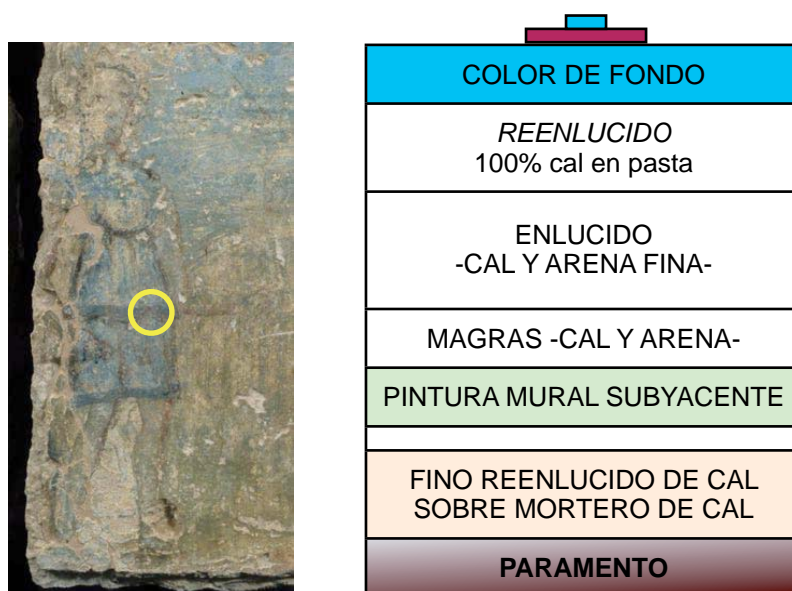 COLOR DE FONDO
REENLUCIDO
100% cal en pasta
ENLUCIDO
-CAL Y ARENA FINA-
MAGRAS -CAL Y ARENA-
PINTURA MURAL SUBYACENTE
FINO REENLUCIDO DE CAL
SOBRE MORTERO DE CAL
PARAMENTO